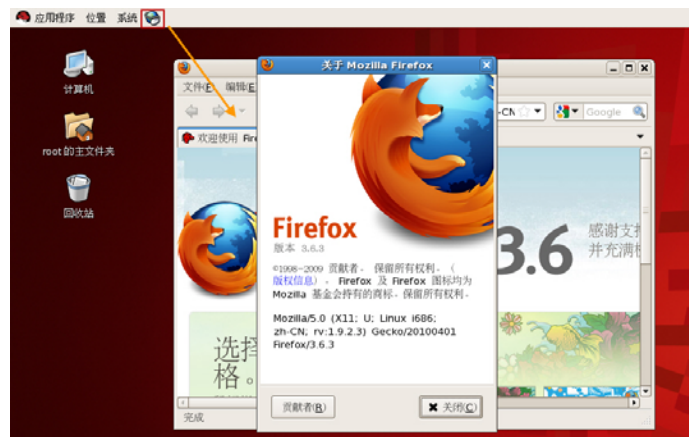 应用程序 位置 系统
计算机
root 的主文件夹
回收站
关于 Mozilla Firefox
文件(F) 编辑(E
-CN
Google
欢迎使用 Fire
Firefox
版本 3.6.3
©1998-2009 贡献者。 保留所有权利。（
版权信息）。 Firefox 及 Firefox 图标均为
Mozilla 基金会持有的商标。保留所有权利。
Mozilla/5.0 (X11; U; Linux i686;
zh-CN; rv:1.9.2.3) Gecko/20100401
Firefox/3.6.3
3.6
感谢支持
并充满
选择
格。
贡献者(R)
关闭(C)
完成